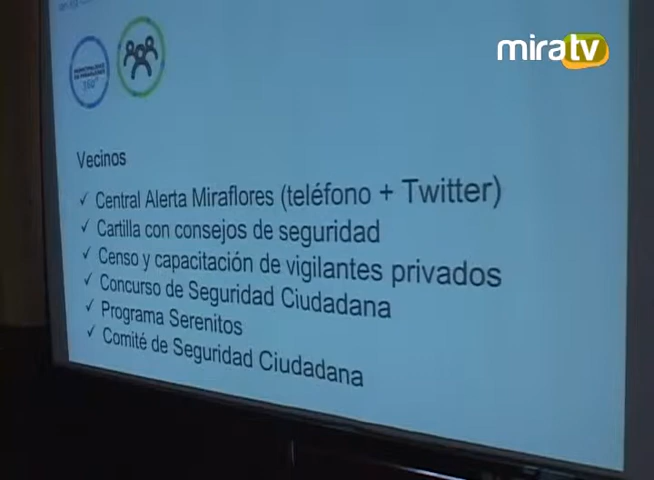 miratv
360°
Vecinos
✓ Central Alerta Miraflores (teléfono + Twitter)
✓ Cartilla con consejos de seguridad
✓ Censo y capacitación de vigilantes privados
✓ Concurso de Seguridad Ciudadana
✓ Programa Serenitos
✓ Comité de Seguridad Ciudadana